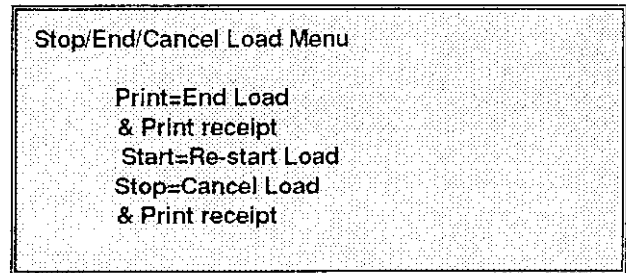 Stop/End/Cancel Load Menu
Print=End Load
& Print receipt
Start=Re-start Load
Stop=Cancel Load
& Print receipt